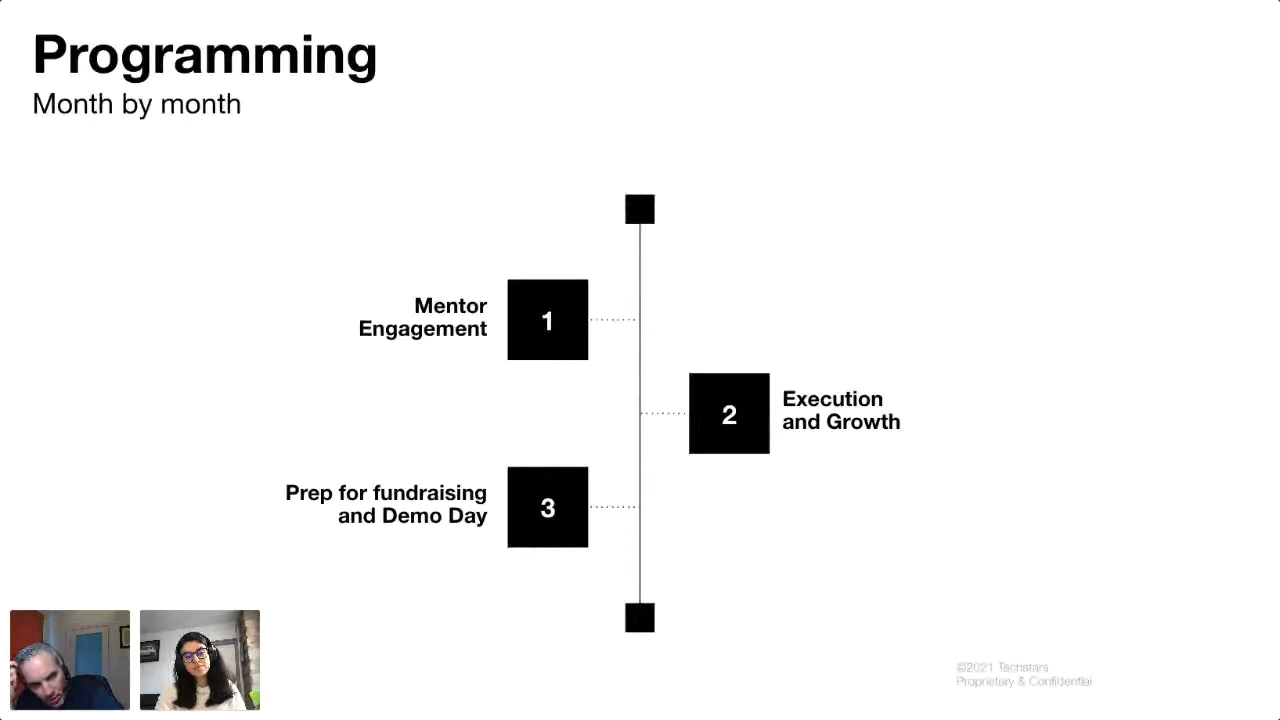 Programming
Month by month
Mentor
Engagement
1
2
Execution
and Growth
Prep for fundraising
and Demo Day
3
©2021 Techstars
Proprietary & Confidential